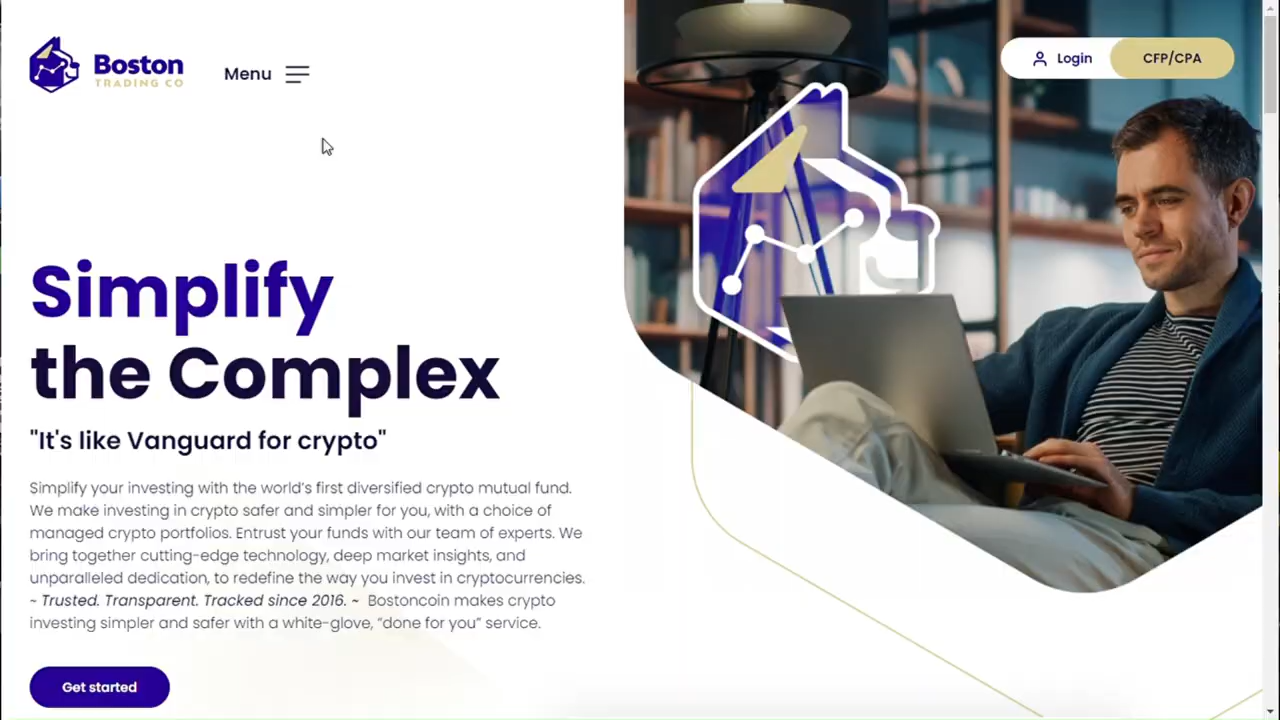 Boston
TRADING CO
Menu
Login
CFP/CPA
Simplify
the Complex
"It's like Vanguard for crypto"
Simplify your investing with the world's first diversified crypto mutual fund.
We make investing in crypto safer and simpler for you, with a choice of
managed crypto portfolios. Entrust your funds with our team of experts. We
bring together cutting-edge technology, deep market insights, and
unparalleled dedication, to redefine the way you invest in cryptocurrencies.
~ Trusted. Transparent. Tracked since 2016. ~ Bostoncoin makes crypto
investing simpler and safer with a white-glove, “done for you” service.
Get started